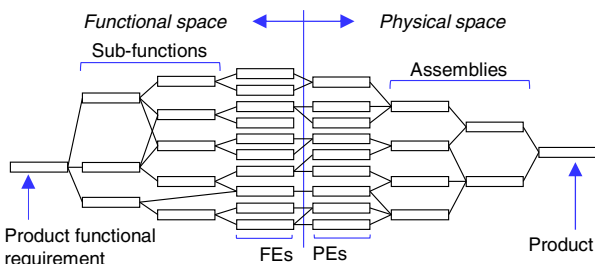 Functional space
Physical space
Sub-functions
Assemblies
Product functional
requirement
FEs
PEs
Product